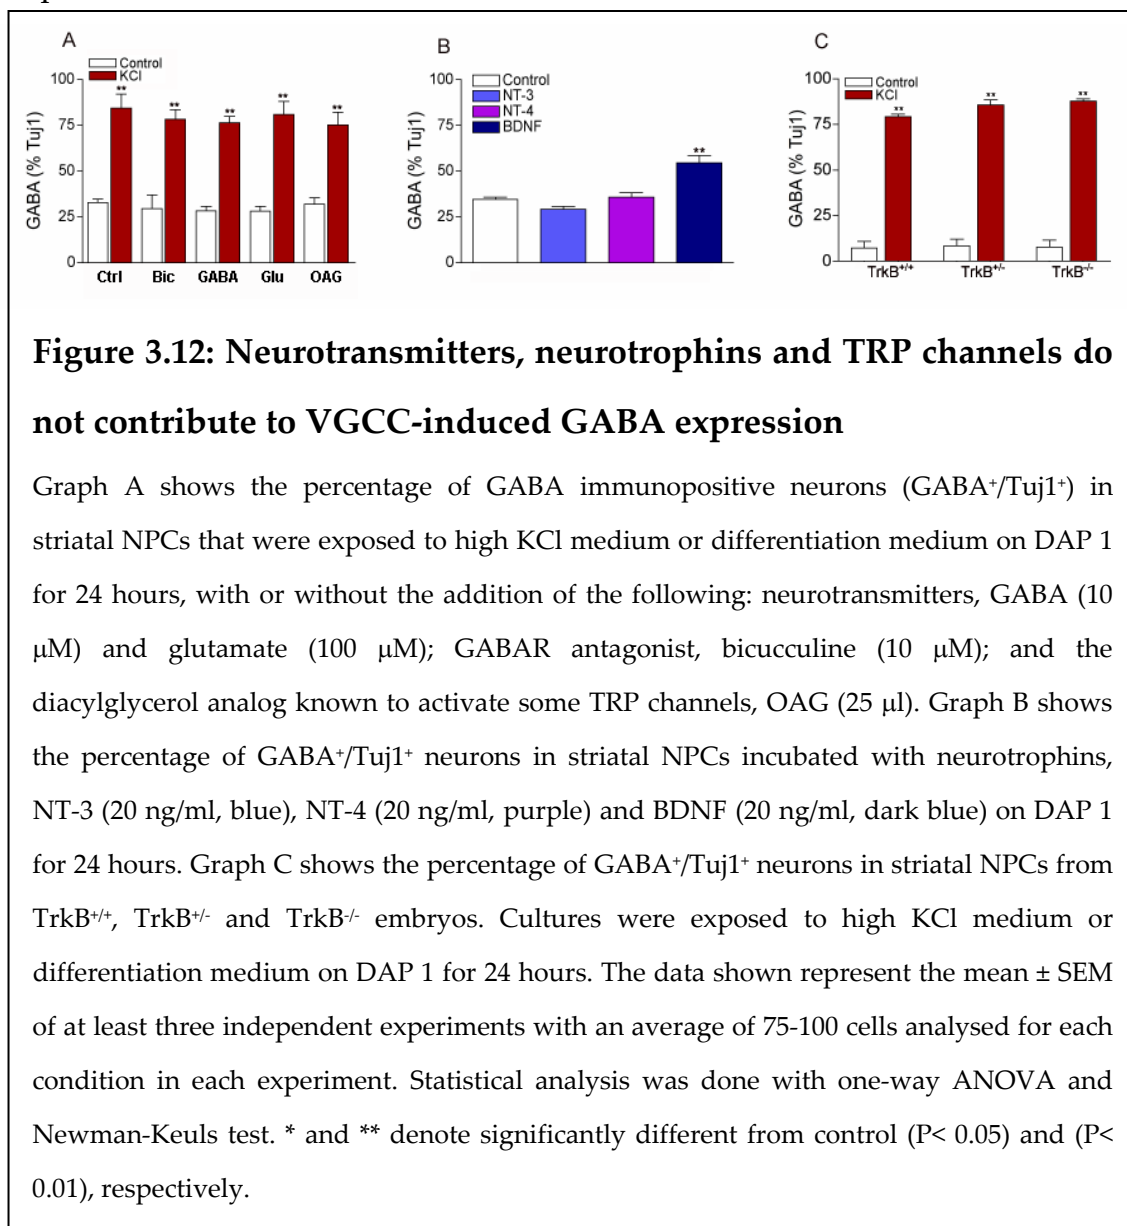 A
Control
KCl
GABA (% Tuj1)
100
75
50
25
0
** ** ** ** **
Ctrl Bic GABA Glu OAG
B
Control
NT-3
NT-4
BDNF
GABA (% Tuj1)
100
75
50
25
0
**
C
Control
KCl
GABA (% Tuj1)
100
75
50
25
0
** ** **
TrkB+/+ TrkB+/- TrkB-/-
Figure 3.12: Neurotransmitters, neurotrophins and TRP channels do
not contribute to VGCC-induced GABA expression
Graph A shows the percentage of GABA immunopositive neurons (GABA+/Tuj1+) in
striatal NPCs that were exposed to high KCl medium or differentiation medium on DAP 1
for 24 hours, with or without the addition of the following: neurotransmitters, GABA (10
μM) and glutamate (100 μM); GABAR antagonist, bicucculine (10 μM); and the
diacylglycerol analog known to activate some TRP channels, OAG (25 μl). Graph B shows
the percentage of GABA+/Tuj1+ neurons in striatal NPCs incubated with neurotrophins,
NT-3 (20 ng/ml, blue), NT-4 (20 ng/ml, purple) and BDNF (20 ng/ml, dark blue) on DAP 1
for 24 hours. Graph C shows the percentage of GABA+/Tuj1+ neurons in striatal NPCs from
TrkB+/+, TrkB+/- and TrkB-/- embryos. Cultures were exposed to high KCl medium or
differentiation medium on DAP 1 for 24 hours. The data shown represent the mean ± SEM
of at least three independent experiments with an average of 75-100 cells analysed for each
condition in each experiment. Statistical analysis was done with one-way ANOVA and
Newman-Keuls test. * and ** denote significantly different from control (P< 0.05) and (P<
0.01), respectively.